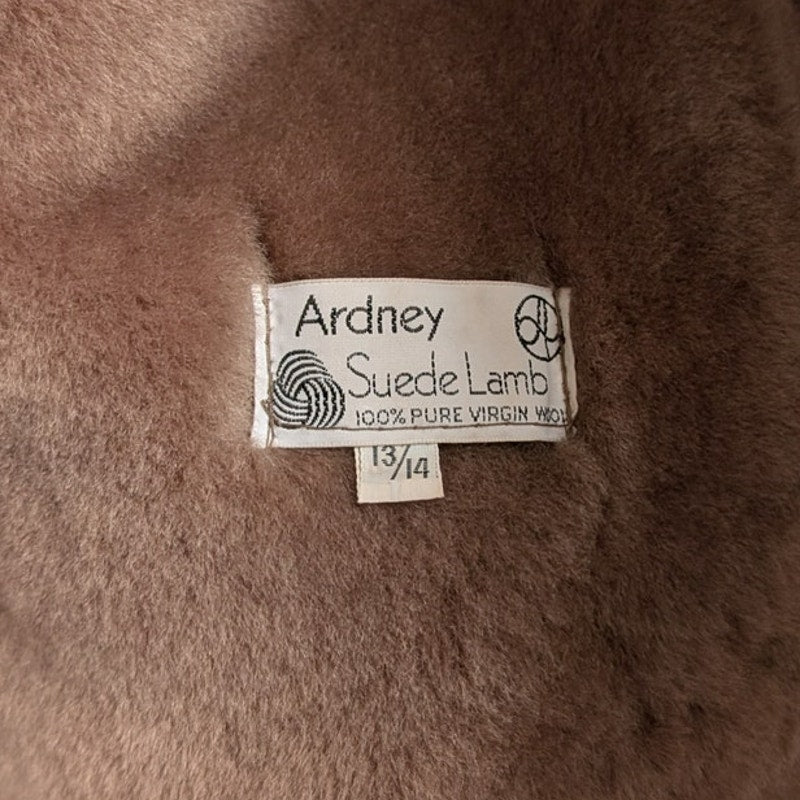 Ardney
Suede Lamb
100% PURE VIRGIN WOOL
13/14